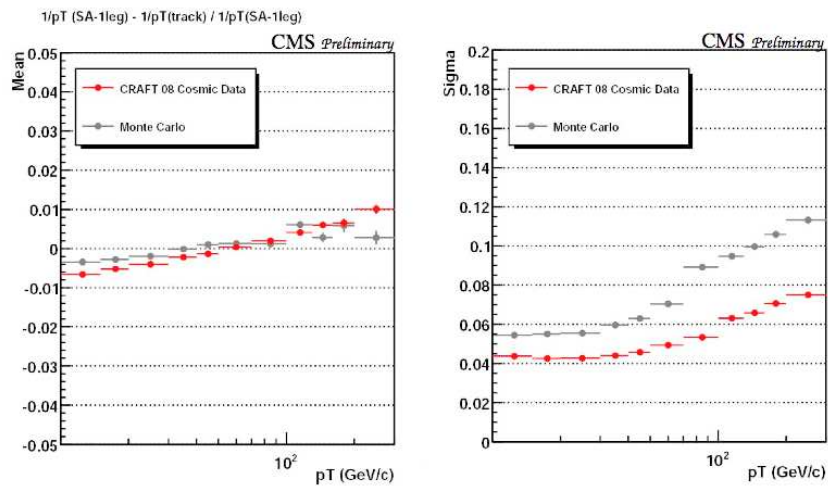 1/pT (SA-1leg) - 1/pT(track) / 1/pT(SA-1leg)
CMS Preliminary
Mean
0.05
0.04
0.03
0.02
0.01
0
-0.01
-0.02
-0.03
-0.04
-0.05
CRAFT 08 Cosmic Data
Monte Carlo
10²
pT (GeV/c)
CMS Preliminary
Sigma
0.2
0.18
0.16
0.14
0.12
0.1
0.08
0.06
0.04
0.02
0
CRAFT 08 Cosmic Data
Monte Carlo
10²
pT (GeV/c)